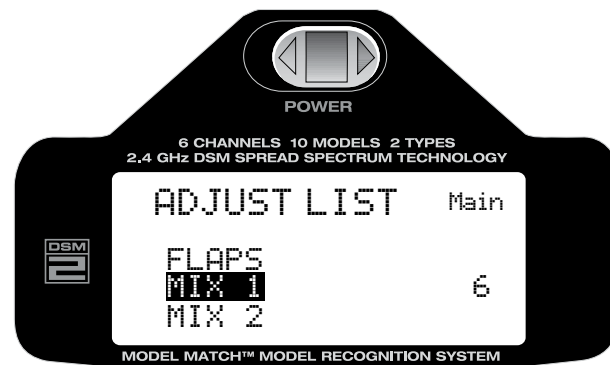 POWER
6 CHANNELS 10 MODELS 2 TYPES
2.4 GHz DSM SPREAD SPECTRUM TECHNOLOGY
ADJUST LIST Main
DSM
2
FLAPS
MIX 1 6
MIX 2
MODEL MATCH™ MODEL RECOGNITION SYSTEM